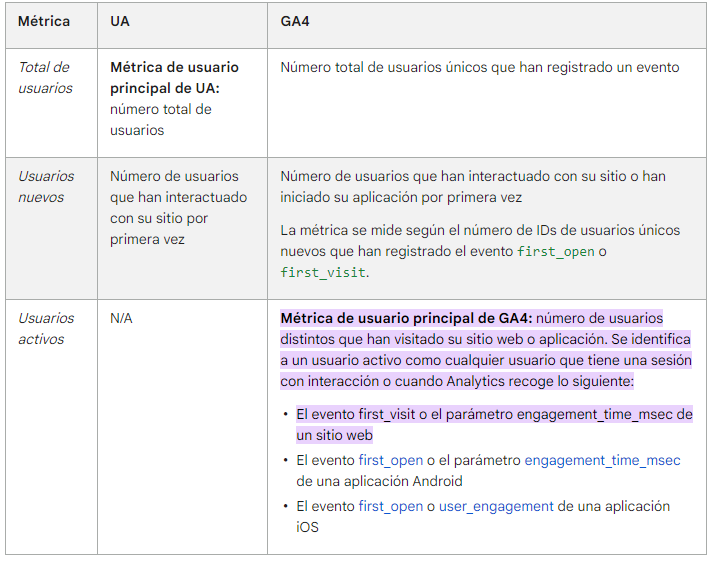 Métrica UA GA4
Total de
usuarios
Métrica de usuario
principal de UA:
número total de
usuarios
Número total de usuarios únicos que han registrado un evento
Usuarios
nuevos
Número de usuarios
que han interactuado
con su sitio por
primera vez
Número de usuarios que han interactuado con su sitio o han
iniciado su aplicación por primera vez
La métrica se mide según el número de IDs de usuarios únicos
nuevos que han registrado el evento first_open o
first_visit.
Usuarios
activos
N/A
Métrica de usuario principal de GA4: número de usuarios
distintos que han visitado su sitio web o aplicación. Se identifica
a un usuario activo como cualquier usuario que tiene una sesión
con interacción o cuando Analytics recoge lo siguiente:
• El evento first_visit o el parámetro engagement_time_msec de
un sitio web
• El evento first_open o el parámetro engagement_time_msec
de una aplicación Android
• El evento first_open o user_engagement de una aplicación
iOS